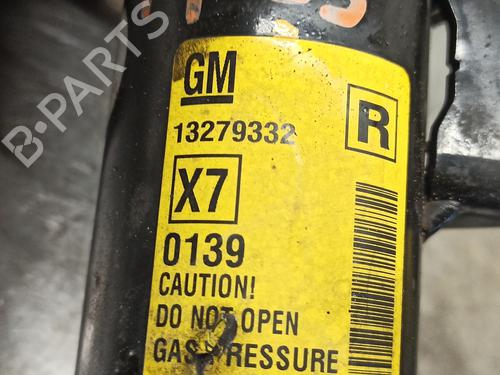 B-PARTS
GM
13279332
R
X7
0139
CAUTION!
DO NOT OPEN
GAS PRESSURE